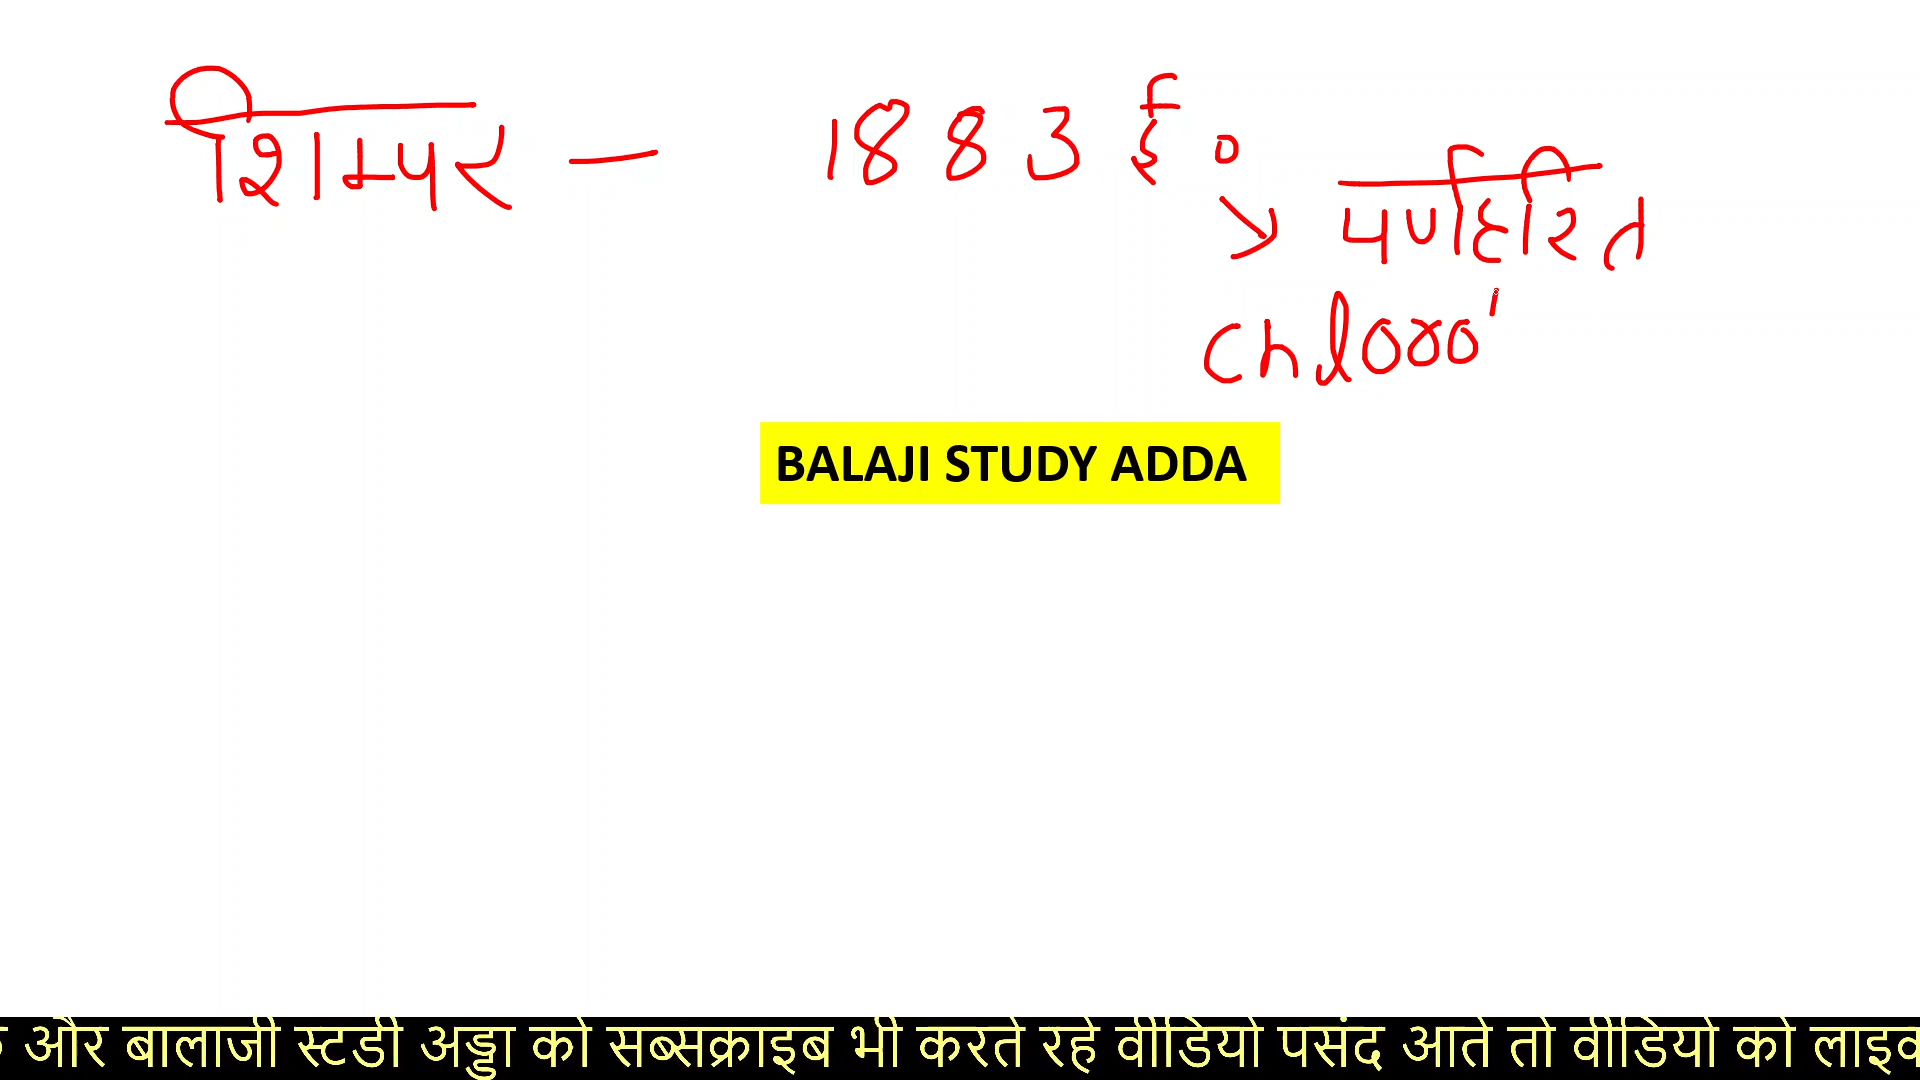 शिम्पर - 1883 ई०
पर्णहरित
chloro
BALAJI STUDY ADDA
और बालाजी स्टडी अड्डा को सब्सक्राइब भी करते रहे वीडियो पसंद आते तो वीडियो को लाइक